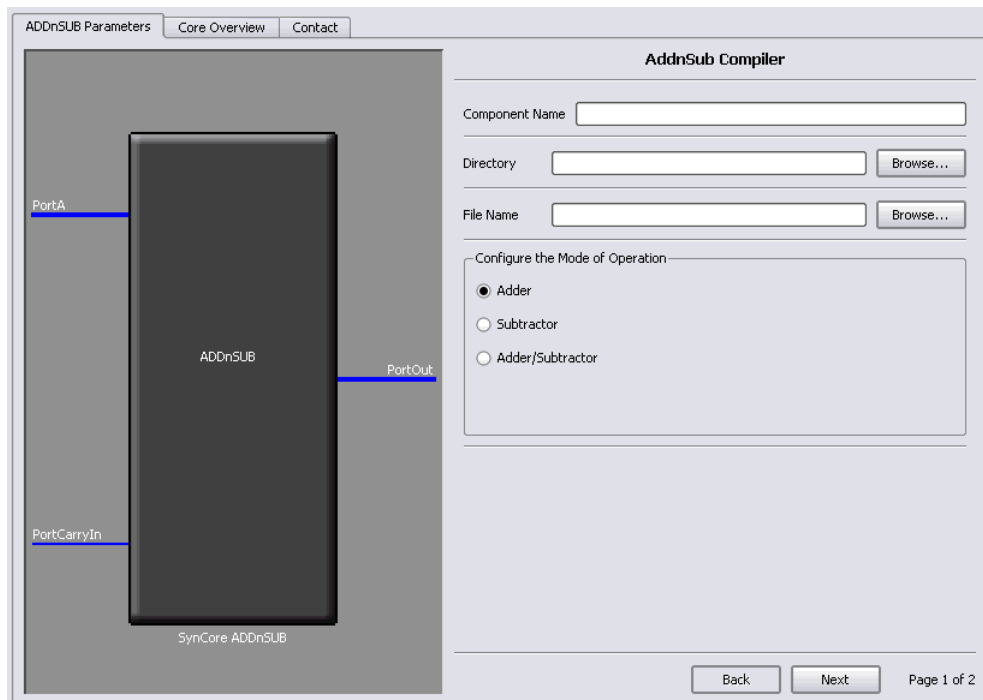 ADDnSUB Parameters
Core Overview
Contact
PortA
ADDnSUB
PortOut
PortCarryIn
SynCore ADDnSUB
AddnSub Compiler
Component Name
Directory
Browse...
File Name
Browse...
Configure the Mode of Operation
Adder
Subtractor
Adder/Subtractor
Back
Next
Page 1 of 2